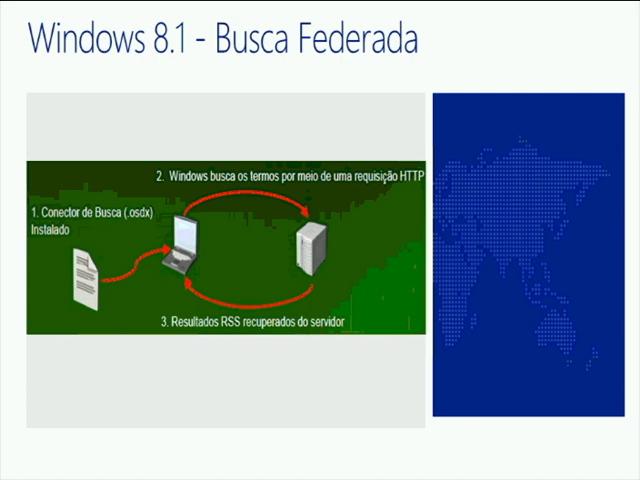 Windows 8.1 - Busca Federada
2. Windows busca os termos por meio de uma requisição HTTP
1. Conector de Busca (.osdx)
Instalado
3. Resultados RSS recuperados do servidor